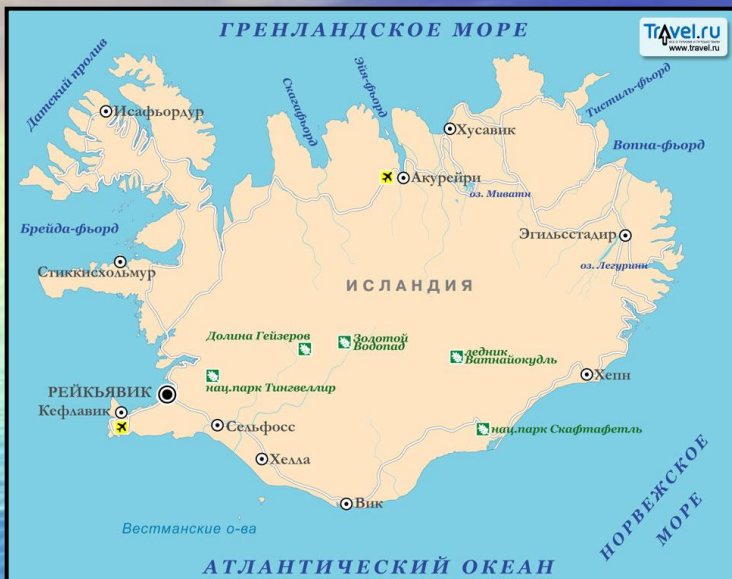 ГРЕНЛАНДСКОЕ МОРЕ
Travel.ru
www.travel.ru
Датский пролив
Исафьордур
Скагафьорд
Эйя-фьорд
Хусавик
Тистиль-фьорд
Вопна-фьорд
Акурейри
оз. Миватн
Брейда-фьорд
Эгильсстадир
Стиккисхольмур
оз. Легуринн
ИСЛАНДИЯ
Долина Гейзеров
Золотой
Водопад
ледник
Ватнайокудль
нац.парк Тингвеллир
Хепн
РЕЙКЬЯВИК
Кефлавик
Сельфосс
нац.парк Скафтафетль
Хелла
Вик
Вестманские о-ва
НОРВЕЖСКОЕ
МОРЕ
АТЛАНТИЧЕСКИЙ ОКЕАН